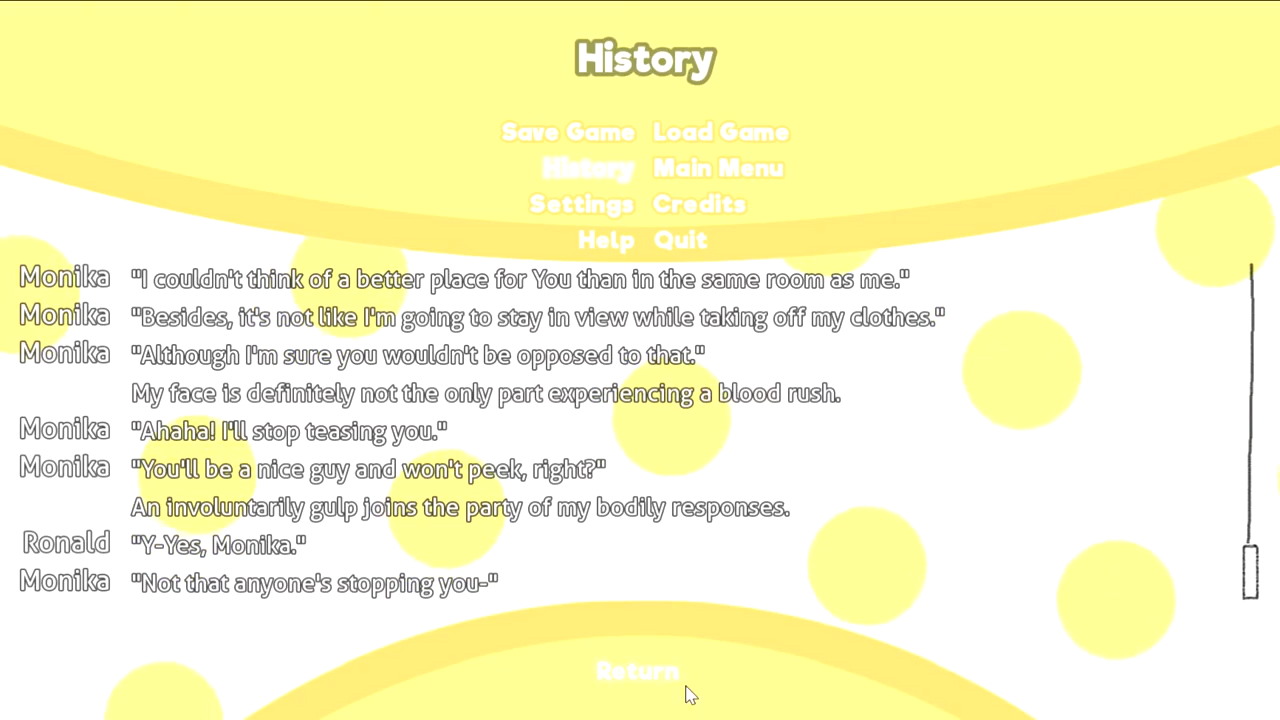 History
Save Game Load Game
History Main Menu
Settings Credits
Help Quit
Monika "I couldn't think of a better place for You than in the same room as me."
Monika "Besides, it's not like I'm going to stay in view while taking off my clothes."
Monika "Although I'm sure you wouldn't be opposed to that."
My face is definitely not the only part experiencing a blood rush.
Monika "Ahaha! I'll stop teasing you."
Monika "You'll be a nice guy and won't peek, right?"
An involuntarily gulp joins the party of my bodily responses.
Ronald "Y-Yes, Monika."
Monika "Not that anyone's stopping you-"
Return